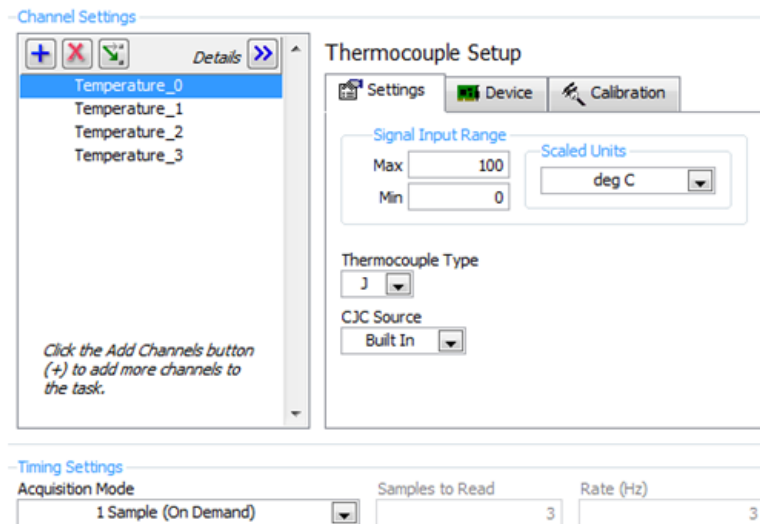 Channel Settings
Details
Temperature_0
Temperature_1
Temperature_2
Temperature_3
Click the Add Channels button
(+) to add more channels to
the task.
Thermocouple Setup
Settings
Device
Calibration
Signal Input Range
Max 100
Min 0
Scaled Units
deg C
Thermocouple Type
J
CJC Source
Built In
Timing Settings
Acquisition Mode
1 Sample (On Demand)
Samples to Read
3
Rate (Hz)
3